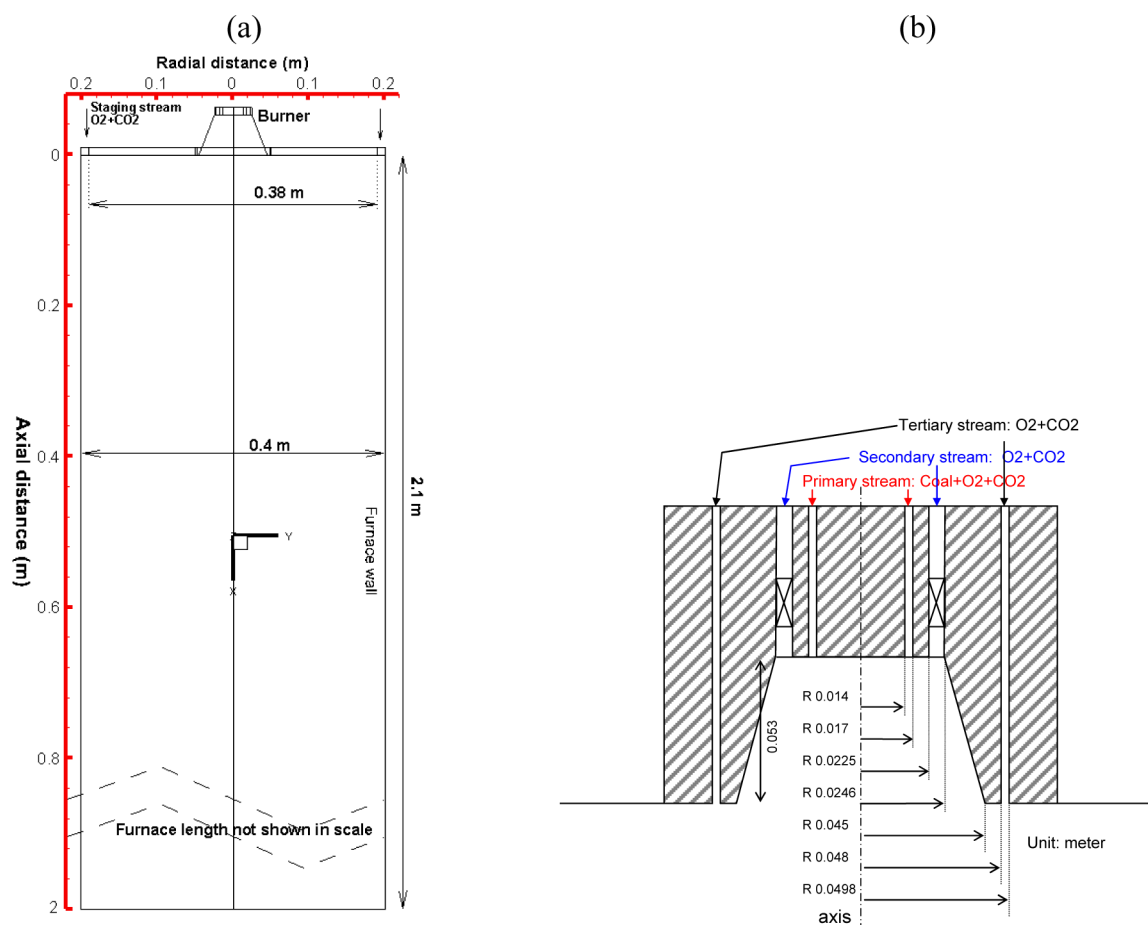 (a)
Radial distance (m)
0.2 0.1 0 0.1 0.2
Staging stream
O2+CO2
Burner
0
0.38 m
0.2
Axial distance (m)
0.4
0.4 m
2.1 m
Furnace wall
Y
X
0.6
0.8
Furnace length not shown in scale
2
(b)
Tertiary stream: O2+CO2
Secondary stream: O2+CO2
Primary stream: Coal+O2+CO2
0.053
R 0.014
R 0.017
R 0.0225
R 0.0246
R 0.045
R 0.048
R 0.0498
Unit: meter
axis